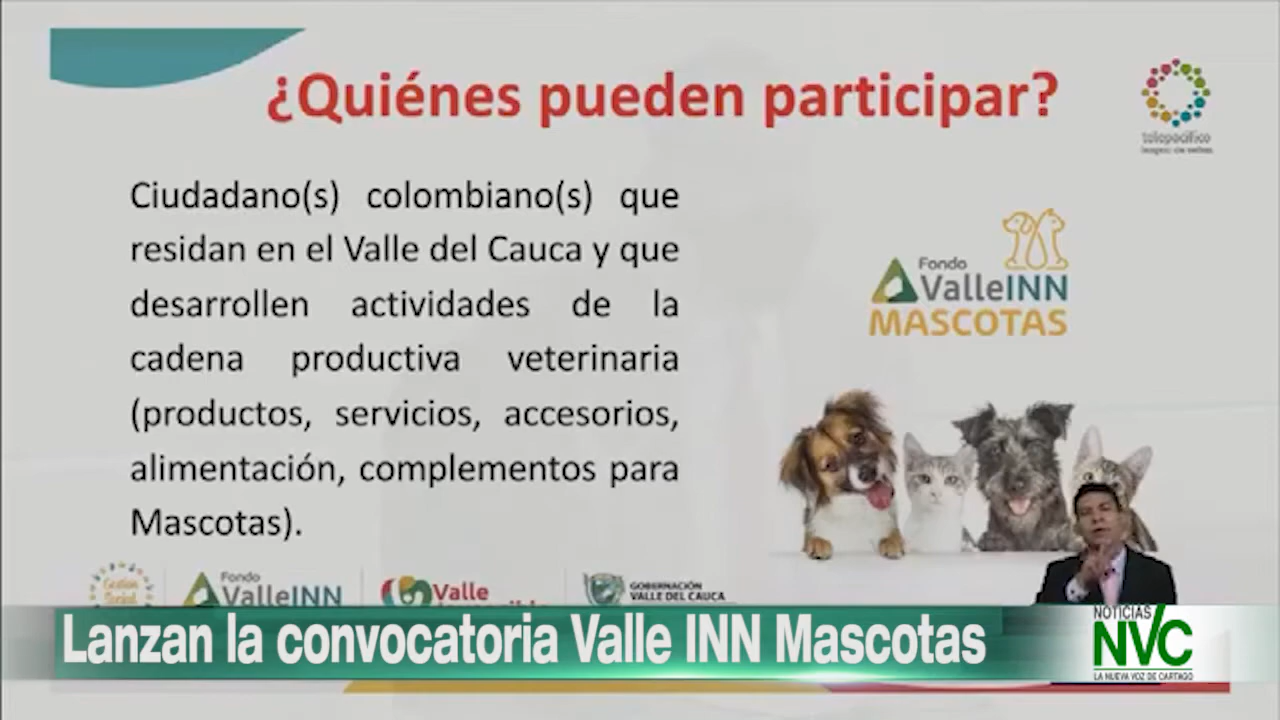 ¿Quiénes pueden participar?
telepacífico
Ciudadano(s) colombiano(s) que
residan en el Valle del Cauca y que
desarrollen actividades de la
cadena productiva veterinaria
(productos, servicios, accesorios,
alimentación, complementos para
Mascotas).
Fondo
ValleINN
MASCOTAS
Gestión
Social
Fondo
ValleINN
Valle
GOBERNACIÓN
VALLE DEL CAUCA
Lanzan la convocatoria Valle INN Mascotas
NOTICIAS
NVC
LA NUEVA VOZ DE CARTAGO